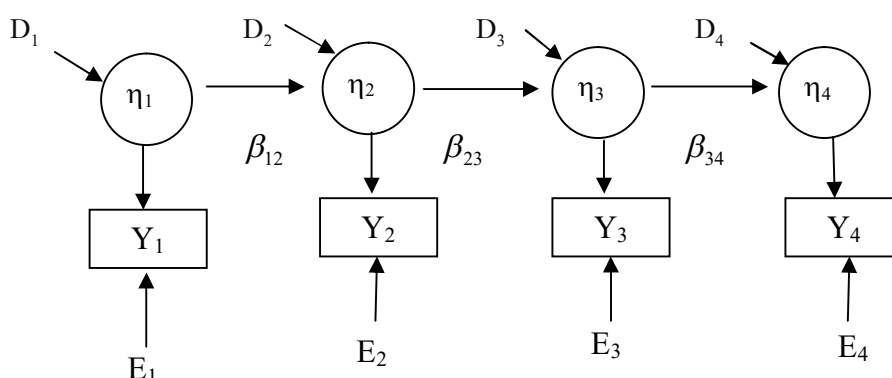 D₁ D₂ D₃ D₄
η₁ η₂ η₃ η₄
β₁₂ β₂₃ β₃₄
Y₁ Y₂ Y₃ Y₄
E₁ E₂ E₃ E₄